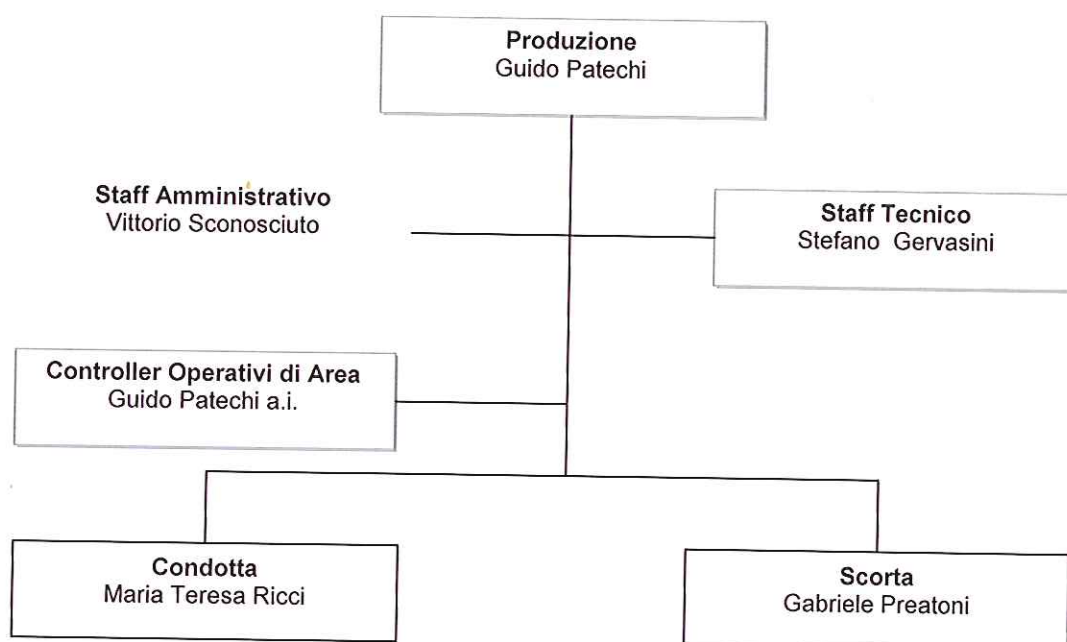 Produzione
Guido Patechi
Staff Amministrativo
Vittorio Sconosciuto
Staff Tecnico
Stefano Gervasini
Controller Operativi di Area
Guido Patechi a.i.
Condotta
Maria Teresa Ricci
Scorta
Gabriele Preatoni